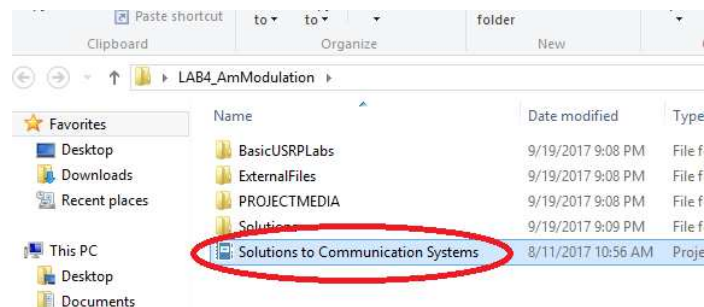 Paste shortcut
to to
folder
Clipboard
Organize
New
LAB4_AmModulation
Favorites
Desktop
Downloads
Recent places
This PC
Desktop
Documents
Name Date modified Type
BasicUSRPLabs 9/19/2017 9:08 PM File f
ExternalFiles 9/19/2017 9:08 PM File f
PROJECTMEDIA 9/19/2017 9:08 PM File f
Solutions 9/19/2017 9:09 PM File f
Solutions to Communication Systems 8/11/2017 10:56 AM Proje